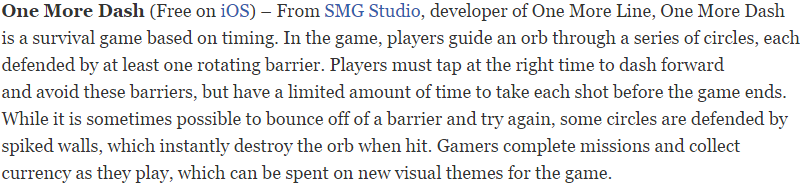 One More Dash (Free on iOS) – From SMG Studio, developer of One More Line, One More Dash
is a survival game based on timing. In the game, players guide an orb through a series of circles, each
defended by at least one rotating barrier. Players must tap at the right time to dash forward
and avoid these barriers, but have a limited amount of time to take each shot before the game ends.
While it is sometimes possible to bounce off of a barrier and try again, some circles are defended by
spiked walls, which instantly destroy the orb when hit. Gamers complete missions and collect
currency as they play, which can be spent on new visual themes for the game.